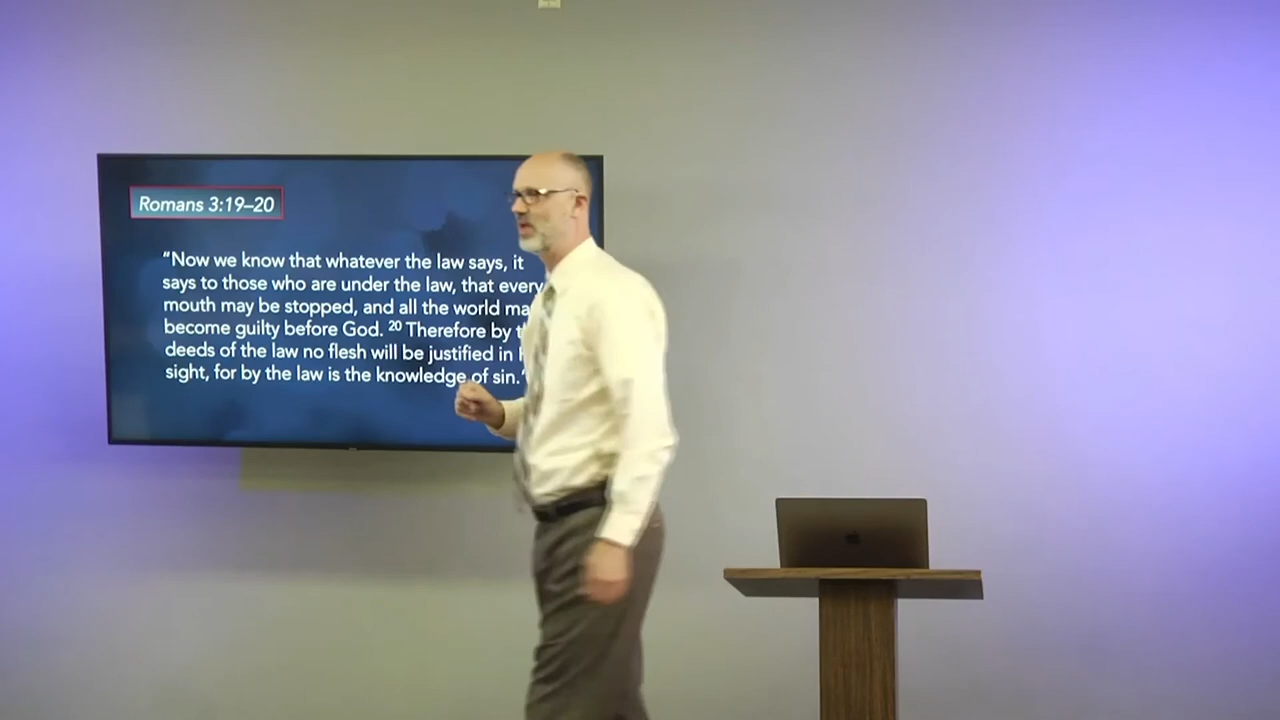 Romans 3:19–20
“Now we know that whatever the law says, it
says to those who are under the law, that every
mouth may be stopped, and all the world
become guilty before God. 20 Therefore by
deeds of the law no flesh will be justified in
sight, for by the law is the knowledge of sin.”